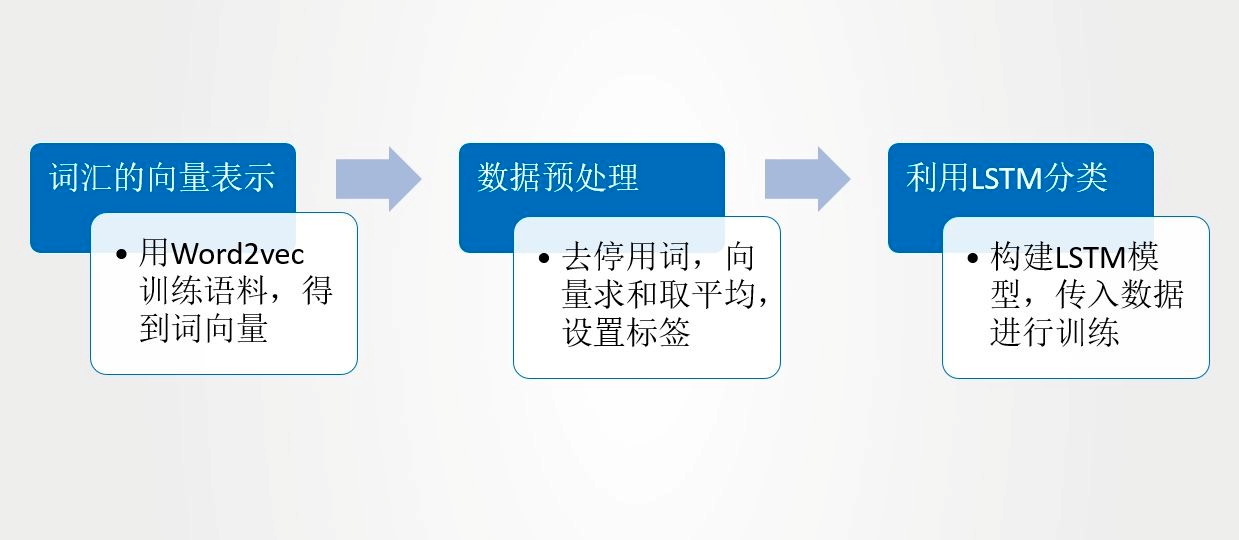 词汇的向量表示
• 用Word2vec
训练语料，得
到词向量
数据预处理
• 去停用词，向
量求和取平均，
设置标签
利用LSTM分类
• 构建LSTM模
型，传入数据
进行训练